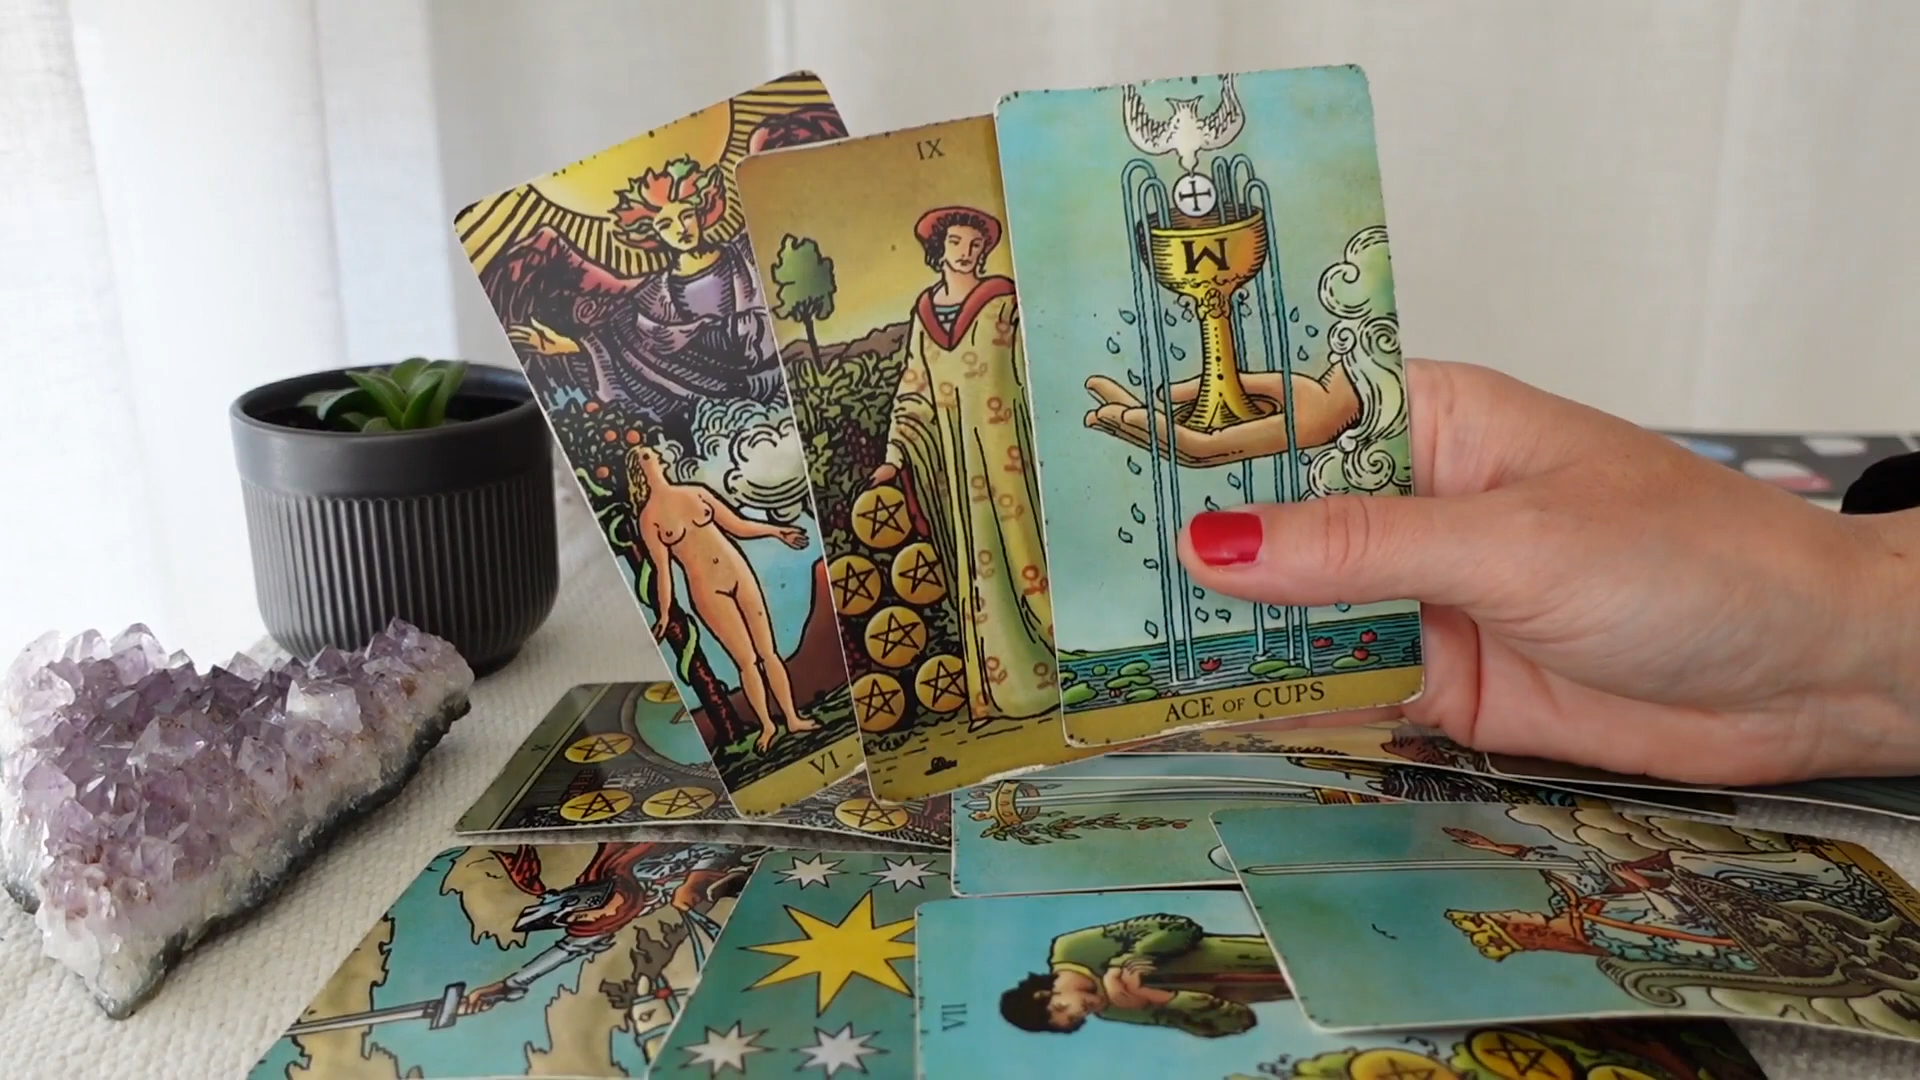 IX
VI -
ACE OF CUPS
X
VII